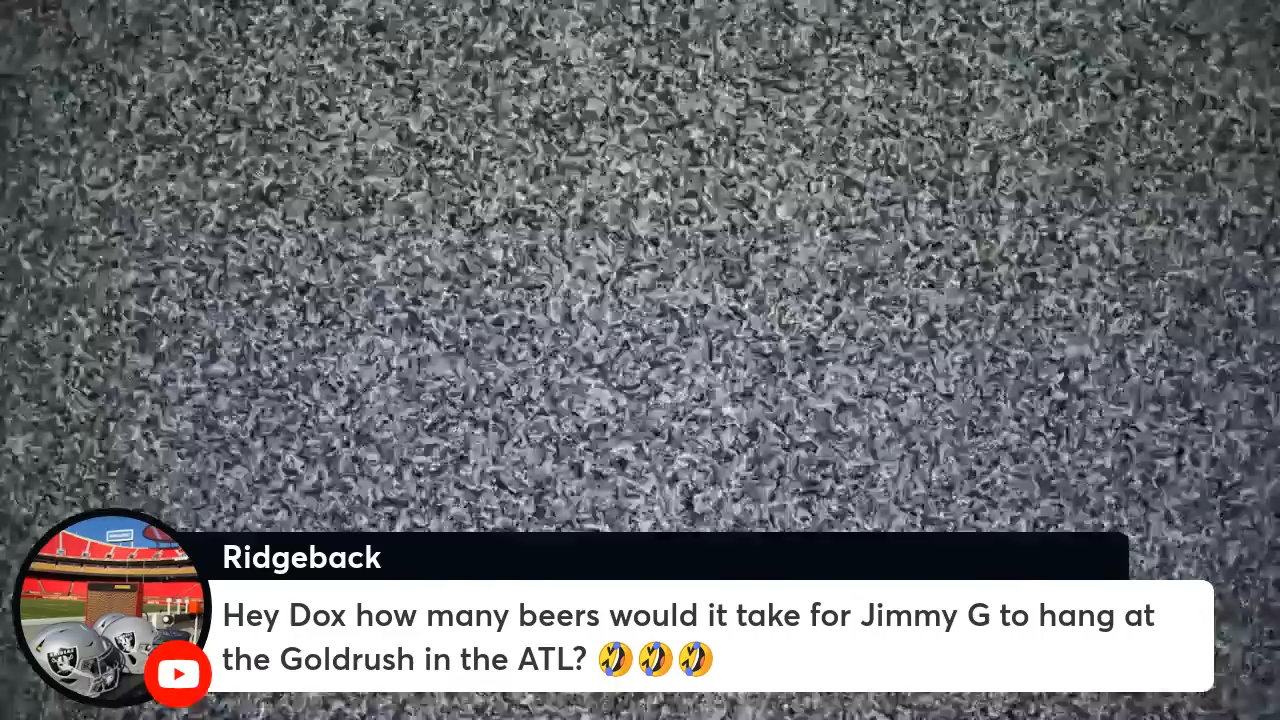 Ridgeback
Hey Dox how many beers would it take for Jimmy G to hang at
the Goldrush in the ATL? 🤣🤣🤣